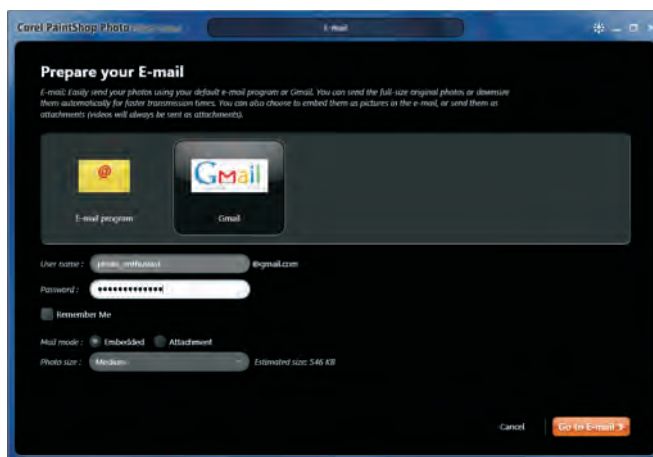 Corel PaintShop Photo
E-mail
Prepare your E-mail
E-mail: Easily send your photos using your default e-mail program or Gmail. You can send the full-size original photos or downsize
them automatically for faster transmission times. You can also choose to embed them as pictures in the e-mail, or send them as
attachments (videos will always be sent as attachments).
@
Gmail
E-mail program
Gmail
User name :
photo_enthusiast
@gmail.com
Password :
Remember Me
Mail mode :
Embedded
Attachment
Photo size :
Medium
Estimated size: 546 KB
Cancel
Go to E-mail